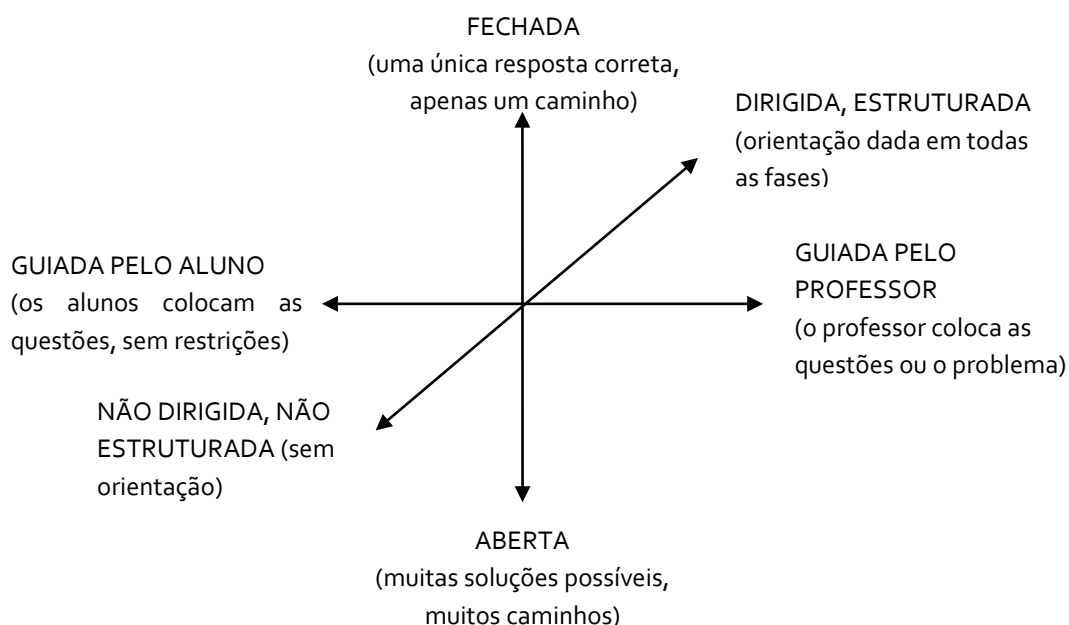 FECHADA
(uma única resposta correta,
apenas um caminho)
DIRIGIDA, ESTRUTURADA
(orientação dada em todas
as fases)
GUIADA PELO ALUNO
(os alunos colocam as
questões, sem restrições)
GUIADA PELO
PROFESSOR
(o professor coloca as
questões ou o problema)
NÃO DIRIGIDA, NÃO
ESTRUTURADA (sem
orientação)
ABERTA
(muitas soluções possíveis,
muitos caminhos)